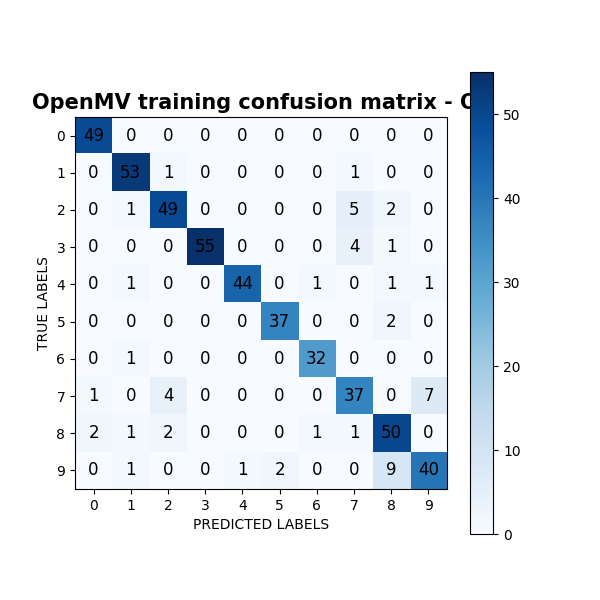 OpenMV training confusion matrix -
0 49 0 0 0 0 0 0 0 0 0
1 0 53 1 0 0 0 0 1 0 0
2 0 1 49 0 0 0 0 5 2 0
3 0 0 0 55 0 0 0 4 1 0
4 0 1 0 0 44 0 1 0 1 1
5 0 0 0 0 0 37 0 0 2 0
6 0 1 0 0 0 0 32 0 0 0
7 1 0 4 0 0 0 0 37 0 7
8 2 1 2 0 0 0 1 1 50 0
9 0 1 0 0 1 2 0 0 9 40
0 1 2 3 4 5 6 7 8 9
TRUE LABELS
PREDICTED LABELS
50
40
30
20
10
0